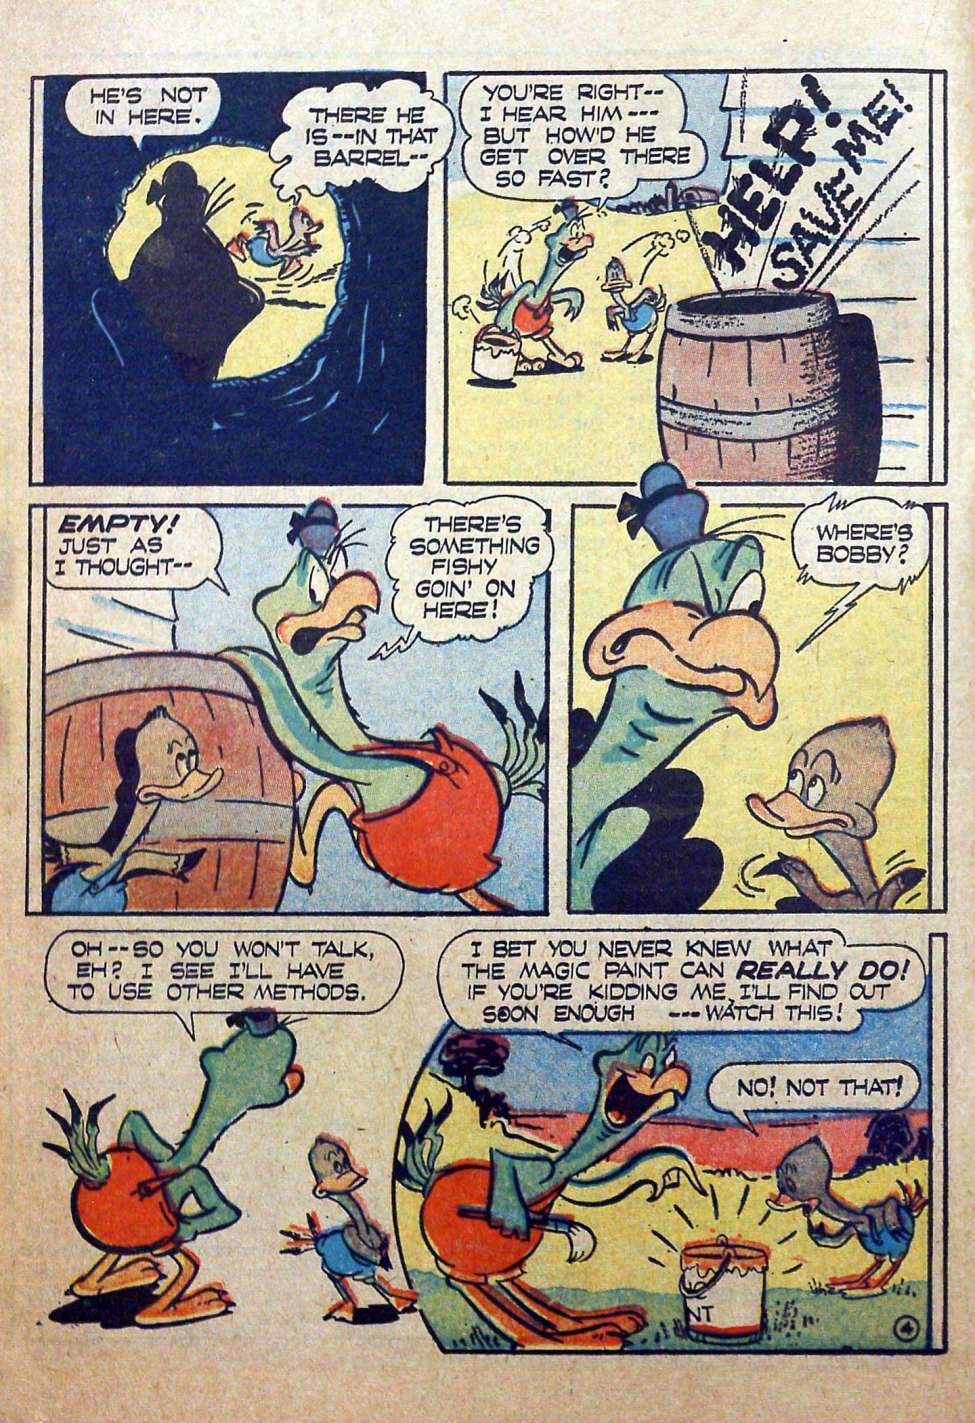 HE'S NOT
IN HERE.
THERE HE
IS--IN THAT
BARREL--
YOU'RE RIGHT--
I HEAR HIM---
BUT HOW'D HE
GET OVER THERE
SO FAST?
HELP!
SAVE ME!
EMPTY!
JUST AS
I THOUGHT--
THERE'S
SOMETHING
FISHY
GOIN' ON
HERE!
WHERE'S
BOBBY?
OH--SO YOU WON'T TALK,
EH? I SEE I'LL HAVE
TO USE OTHER METHODS.
I BET YOU NEVER KNEW WHAT
THE MAGIC PAINT CAN REALLY DO!
IF YOU'RE KIDDING ME, I'LL FIND OUT
SOON ENOUGH ---WATCH THIS!
NO! NOT THAT!
NT
4